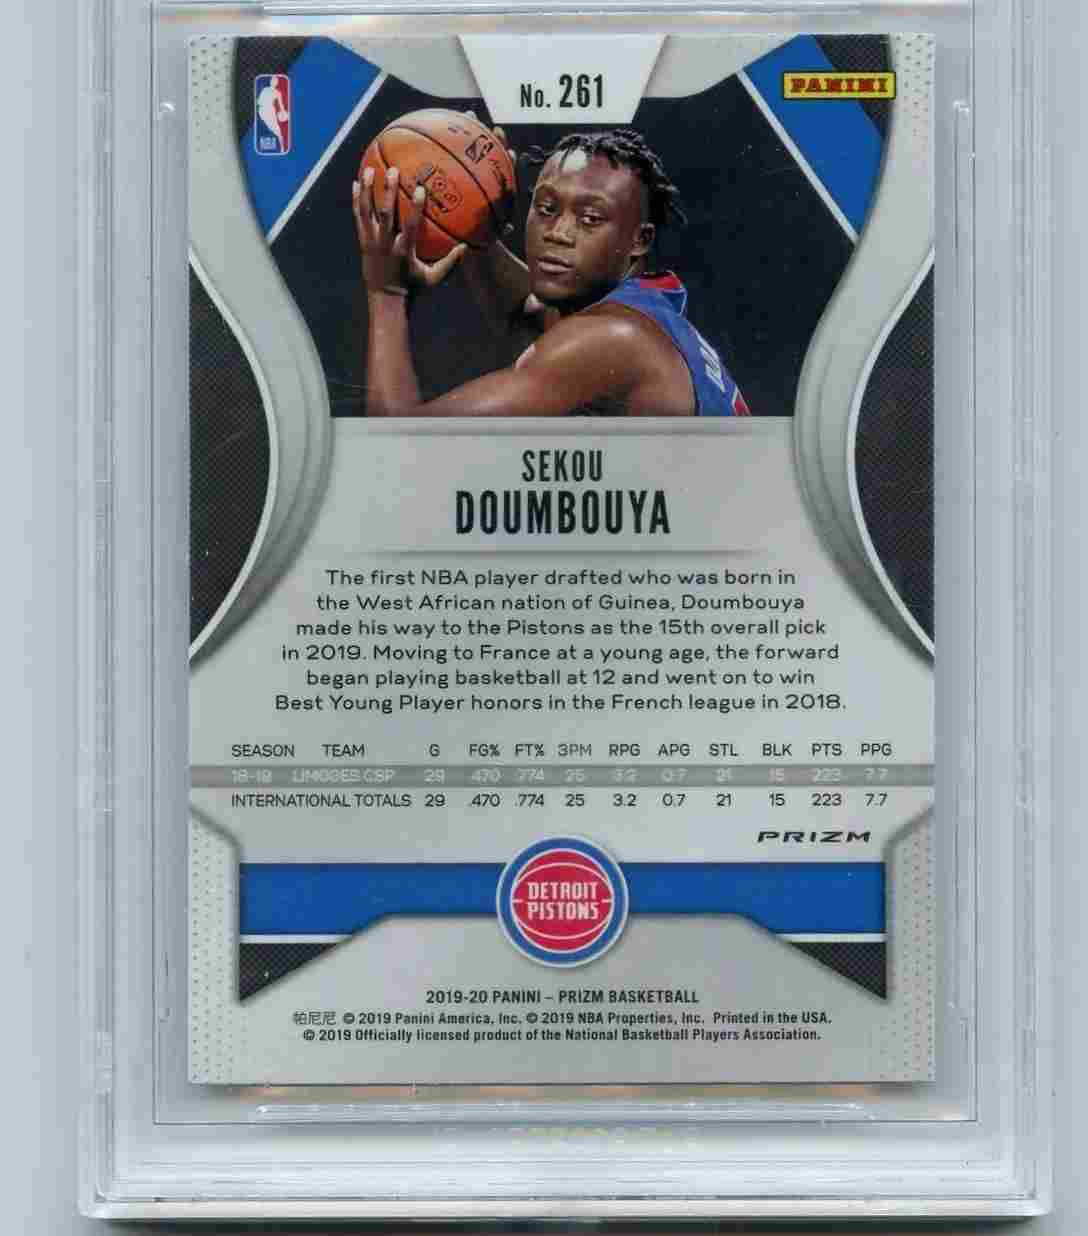 No. 261
PANINI
NBA
SEKOU
DOUMBOUYA
The first NBA player drafted who was born in
the West African nation of Guinea, Doumbouya
made his way to the Pistons as the 15th overall pick
in 2019. Moving to France at a young age, the forward
began playing basketball at 12 and went on to win
Best Young Player honors in the French league in 2018.
SEASON TEAM G FG% FT% 3PM RPG APG STL BLK PTS PPG
18-19 LIMOGES CSP 29 .470 .774 25 3.2 0.7 21 15 223 7.7
INTERNATIONAL TOTALS 29 .470 .774 25 3.2 0.7 21 15 223 7.7
PRIZM
DETROIT
PISTONS
2019-20 PANINI – PRIZM BASKETBALL
帕尼尼 © 2019 Panini America, Inc. © 2019 NBA Properties, Inc. Printed in the USA.
© 2019 Officially licensed product of the National Basketball Players Association.